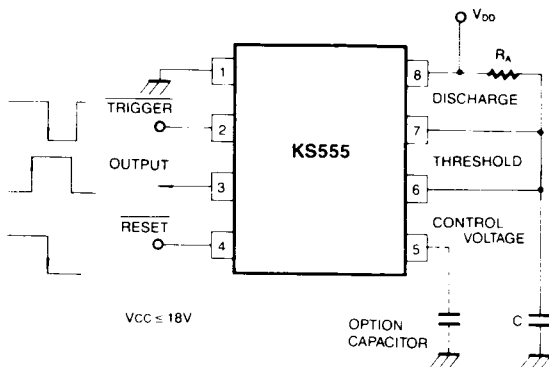 VDD
RA
1
8
DISCHARGE
TRIGGER
2
7
KS555
OUTPUT
THRESHOLD
3
6
RESET
CONTROL
VOLTAGE
4
5
VCC ≤ 18V
OPTION
CAPACITOR
C